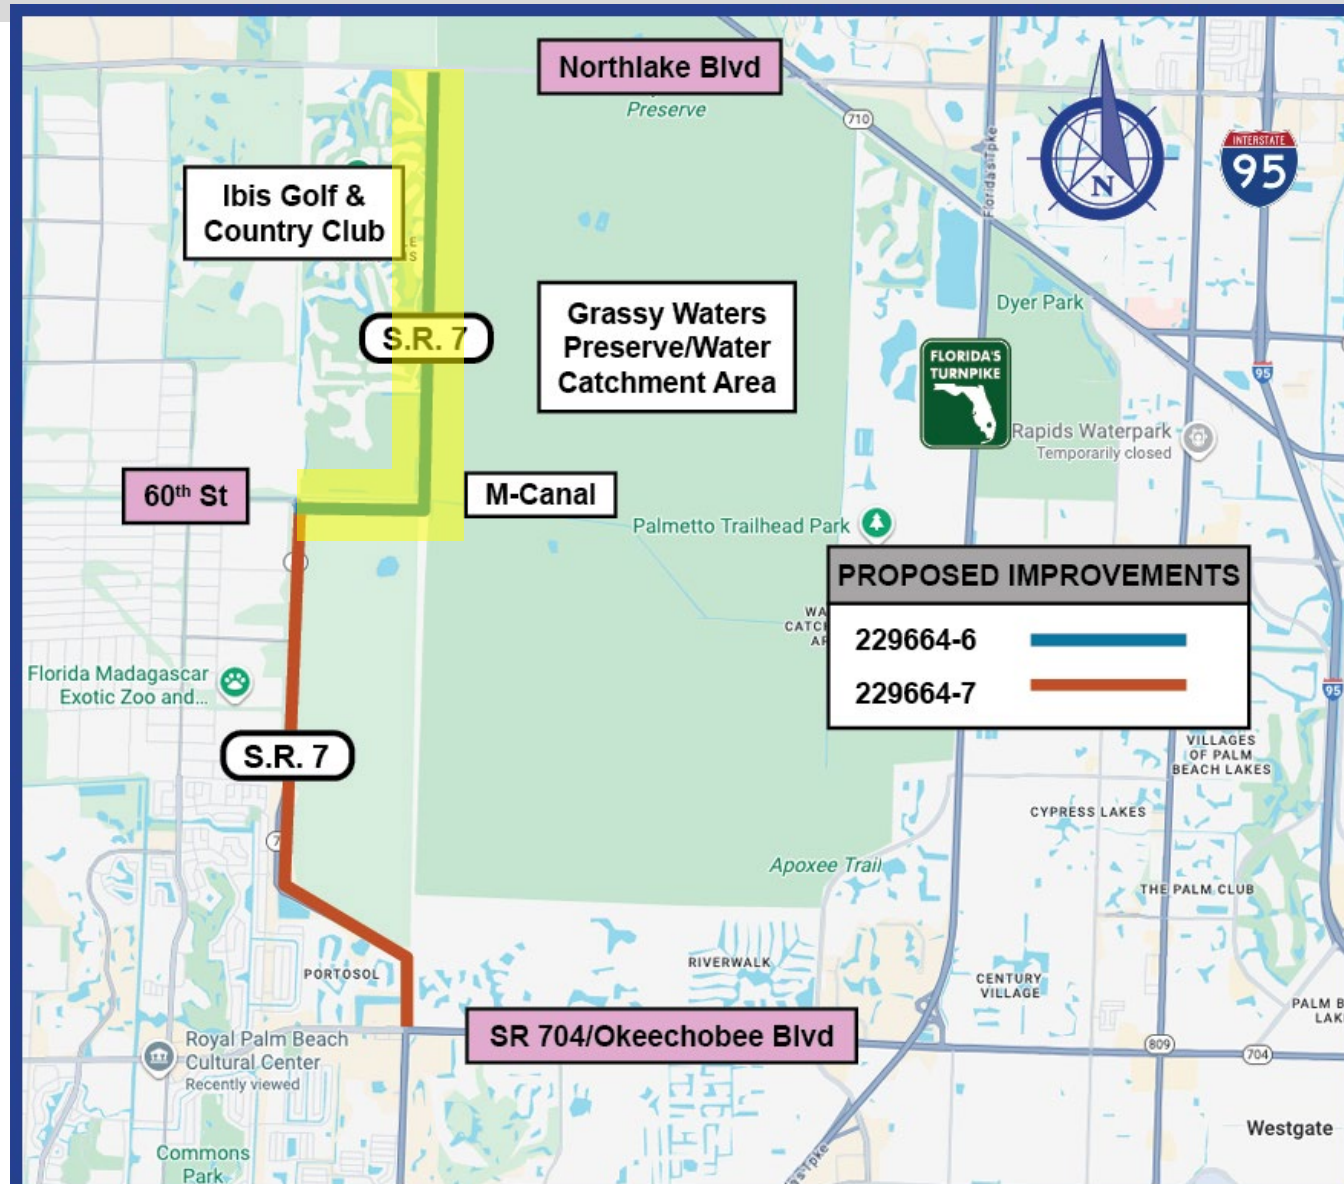 Northlake Blvd
Preserve
710
Florida's Tpke
N
INTERSTATE
95
Ibis Golf &
Country Club
S.R. 7
Grassy Waters
Preserve/Water
Catchment Area
Dyer Park
FLORIDA'S
TURNPIKE
95
Rapids Waterpark
Temporarily closed
60th St
M-Canal
Palmetto Trailhead Park
PROPOSED IMPROVEMENTS
229664-6
229664-7
Florida Madagascar
Exotic Zoo and...
95
S.R. 7
VILLAGES
OF PALM
BEACH LAKES
CYPRESS LAKES
7
Apoxee Trail
THE PALM CLUB
PORTOSOL
RIVERWALK
CENTURY
VILLAGE
PALM B
LAK
SR 704/Okeechobee Blvd
Royal Palm Beach
Cultural Center
Recently viewed
809
704
Westgate
Commons
Park